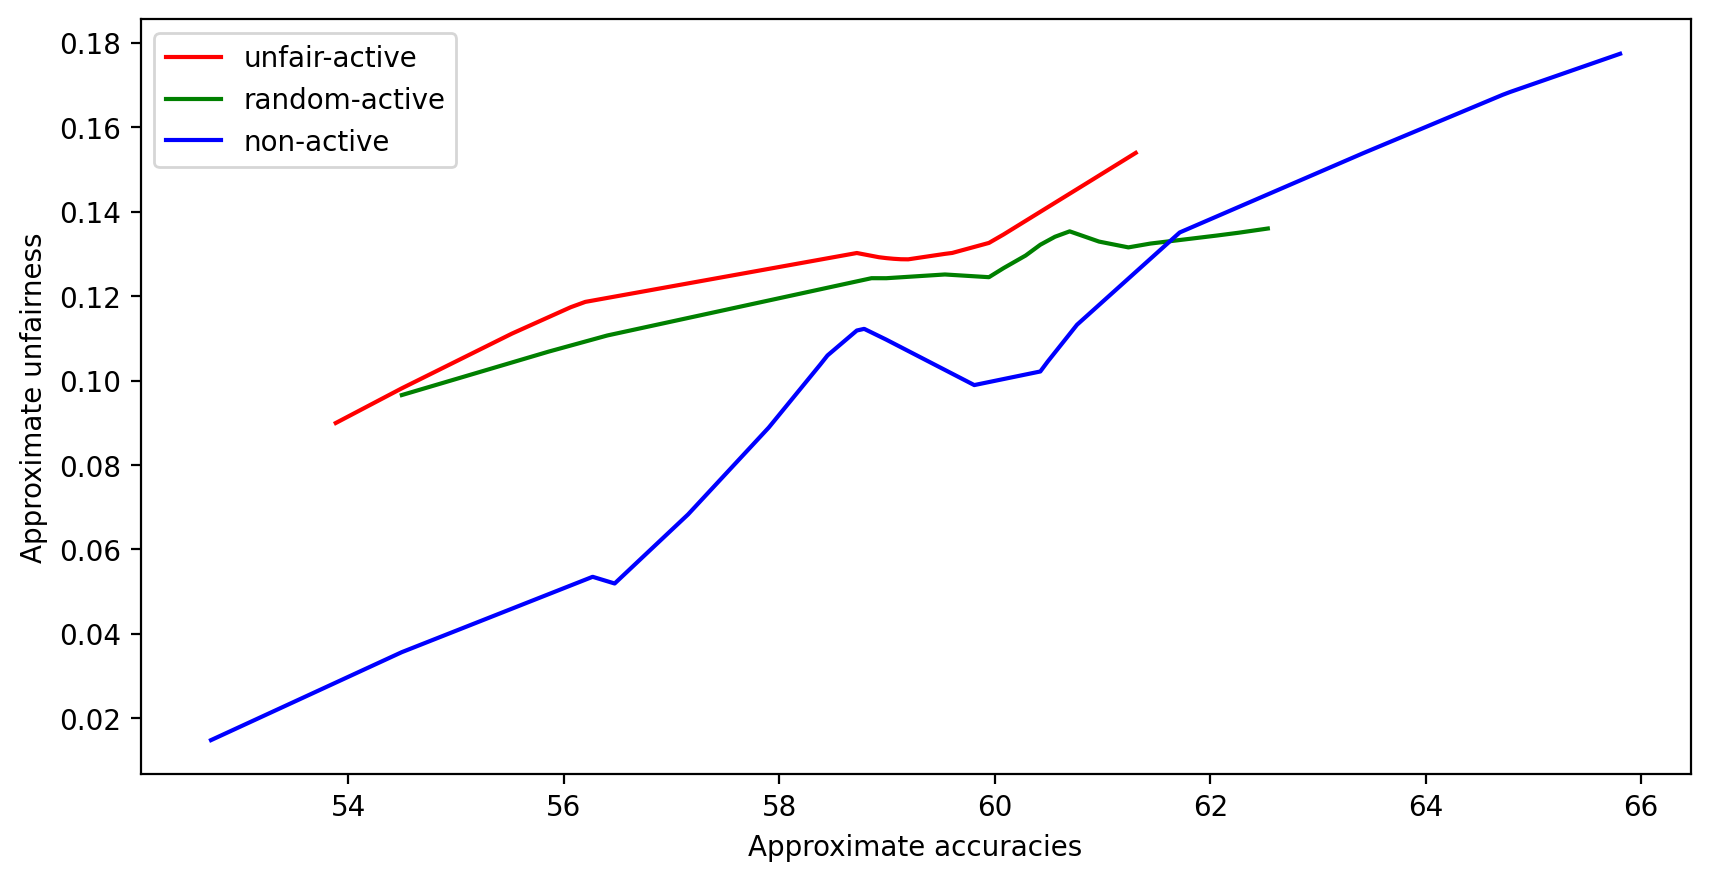 unfair-active
random-active
non-active
Approximate unfairness
0.18
0.16
0.14
0.12
0.10
0.08
0.06
0.04
0.02
54 56 58 60 62 64 66
Approximate accuracies